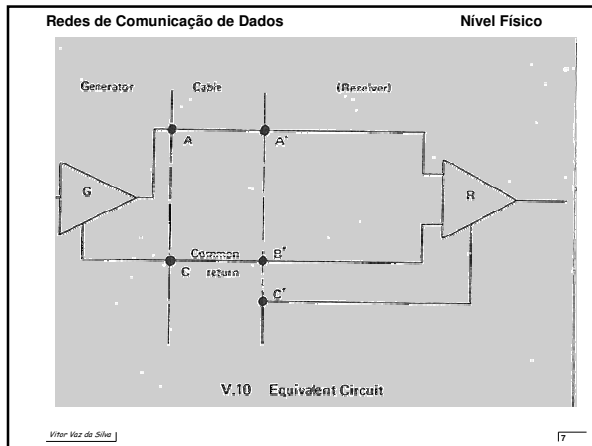 Redes de Comunicação de Dados Nível Físico
Generator Cable (Receiver)
A A'
G R
Common B'
C return
C'
V.10 Equivalent Circuit
Vitor Vaz da Silva 7